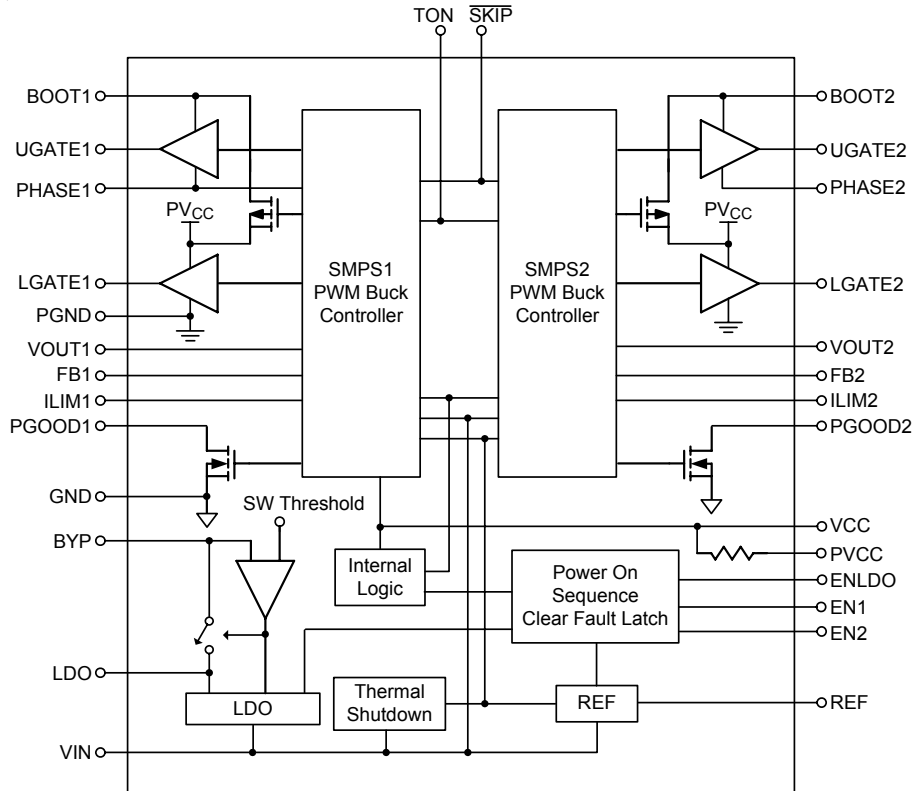 TON
SKIP
BOOT1
UGATE1
PHASE1
PVCC
LGATE1
PGND
VOUT1
FB1
ILIM1
PGOOD1
GND
BYP
LDO
VIN
SMPS1
PWM Buck
Controller
SMPS2
PWM Buck
Controller
BOOT2
UGATE2
PHASE2
PVCC
LGATE2
VOUT2
FB2
ILIM2
PGOOD2
VCC
PVCC
ENLDO
EN1
EN2
REF
SW Threshold
Internal
Logic
Power On
Sequence
Clear Fault Latch
LDO
Thermal
Shutdown
REF